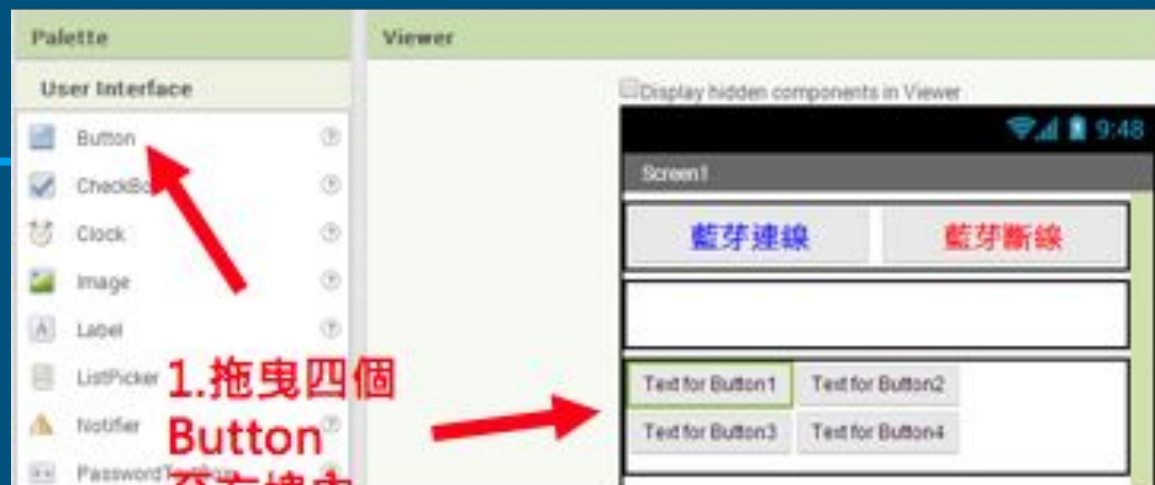 Palette
Viewer
User Interface
Display hidden components in Viewer
Button
9:48
Screen1
Clock
藍芽連線
藍芽斷線
Image
Label
ListPicker
1.拖曳四個
Button
Text for Button1
Text for Button2
Notifier
Text for Button3
Text for Button4